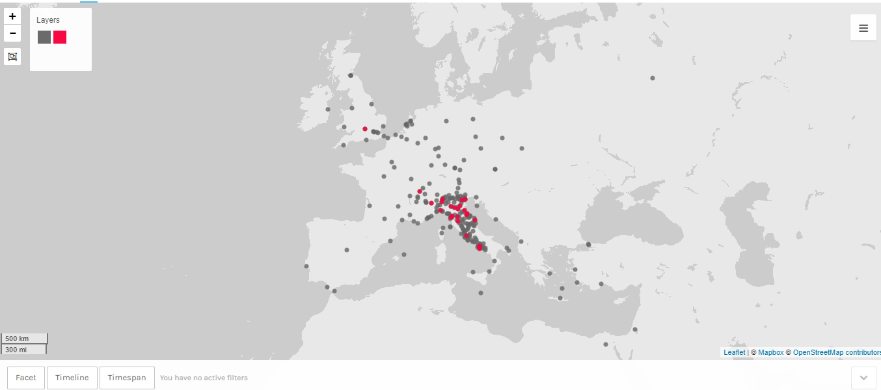 +
Layers
−
500 km
300 mi
Leaflet | © Mapbox © OpenStreetMap contributors
Facet
Timeline
Timespan
You have no active filters